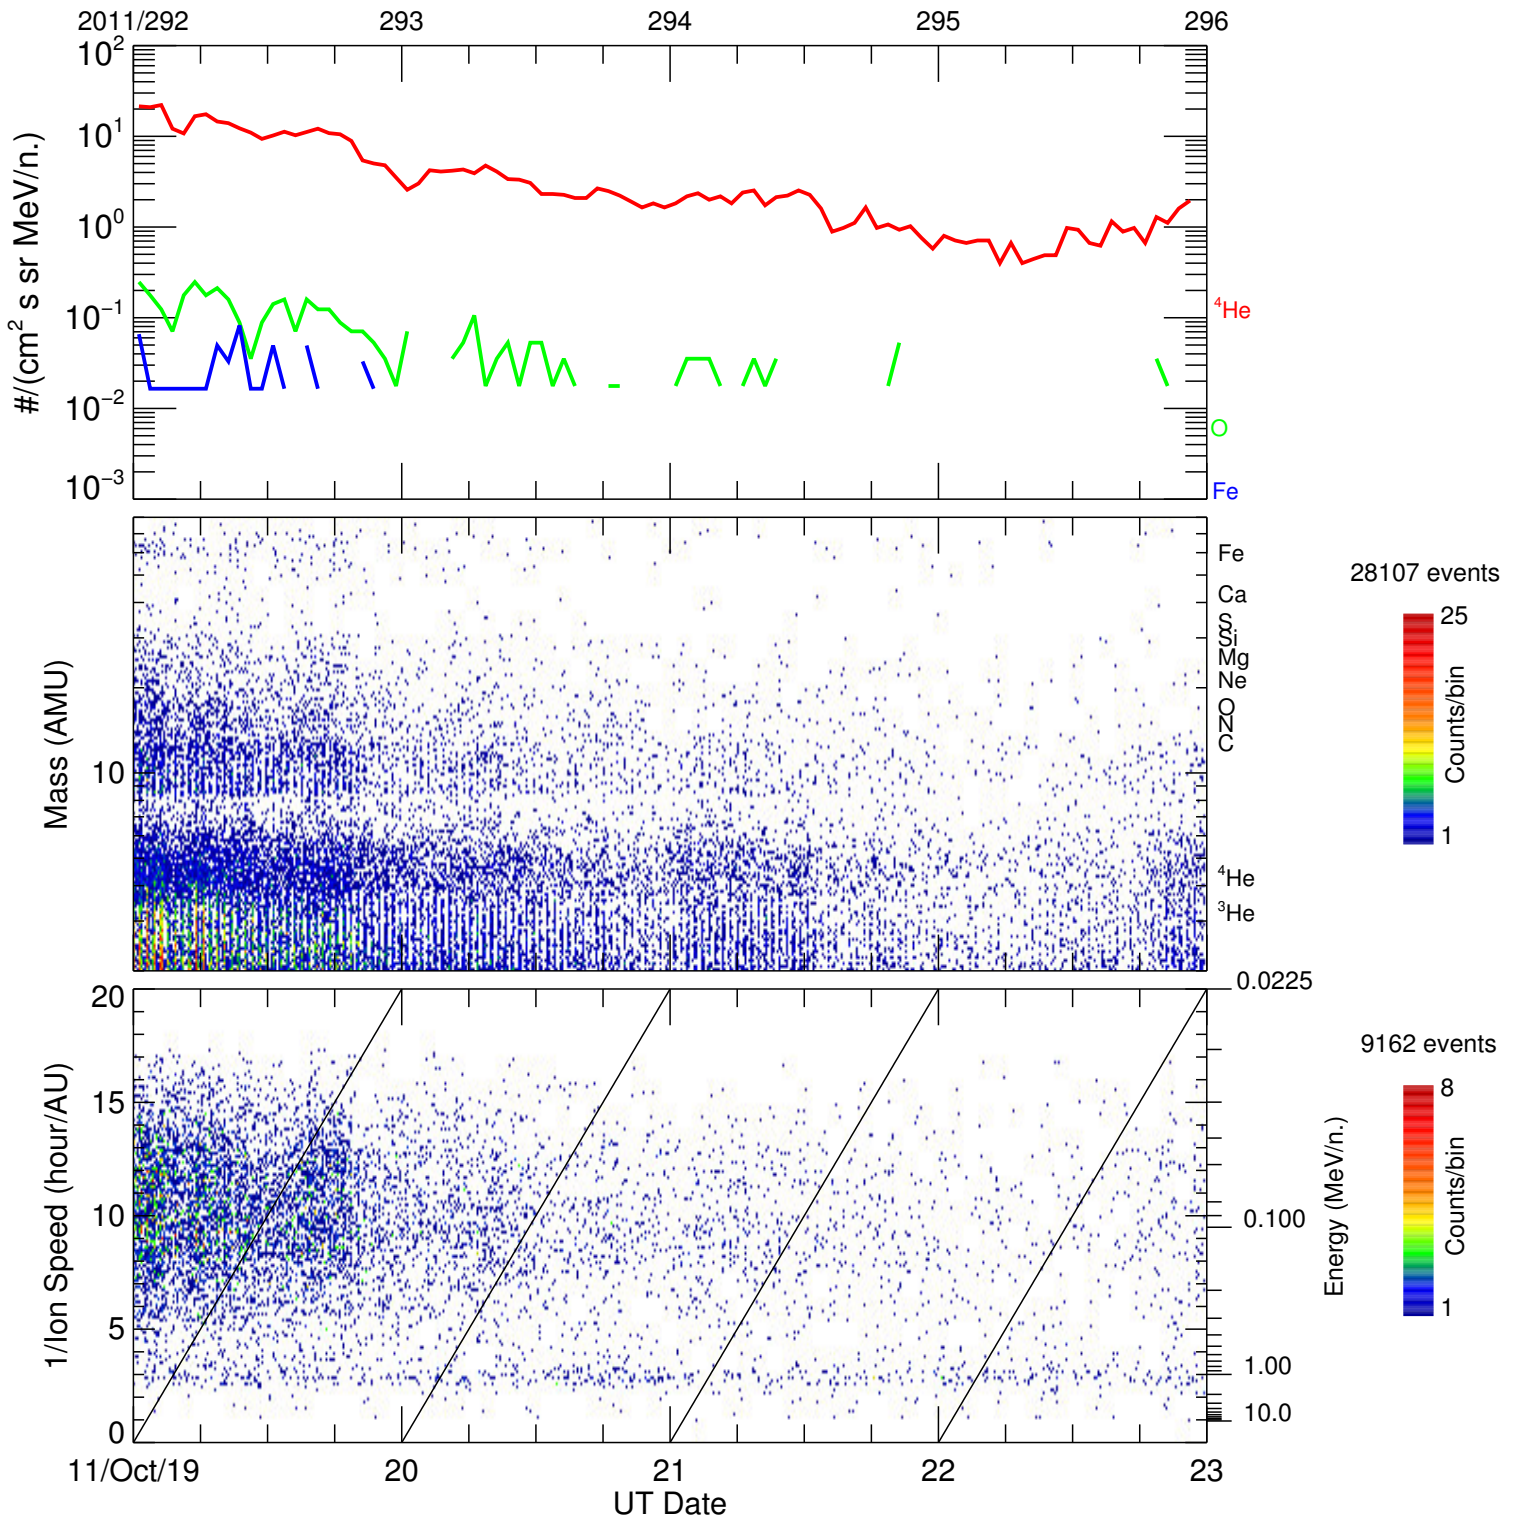 2011/292 293 294 295 296
10² 10¹ 10⁰ 10⁻¹ 10⁻² 10⁻³
#/(cm² s sr MeV/n.)
⁴He
O
Fe
Mass (AMU)
10
Fe
Ca
S
Si
Mg
Ne
O
N
C
⁴He
³He
28107 events
25
Counts/bin
1
1/Ion Speed (hour/AU)
20
15
10
5
0
0.0225
0.100
1.00
10.0
Energy (MeV/n.)
9162 events
8
Counts/bin
1
11/Oct/19 20 21 22 23
UT Date